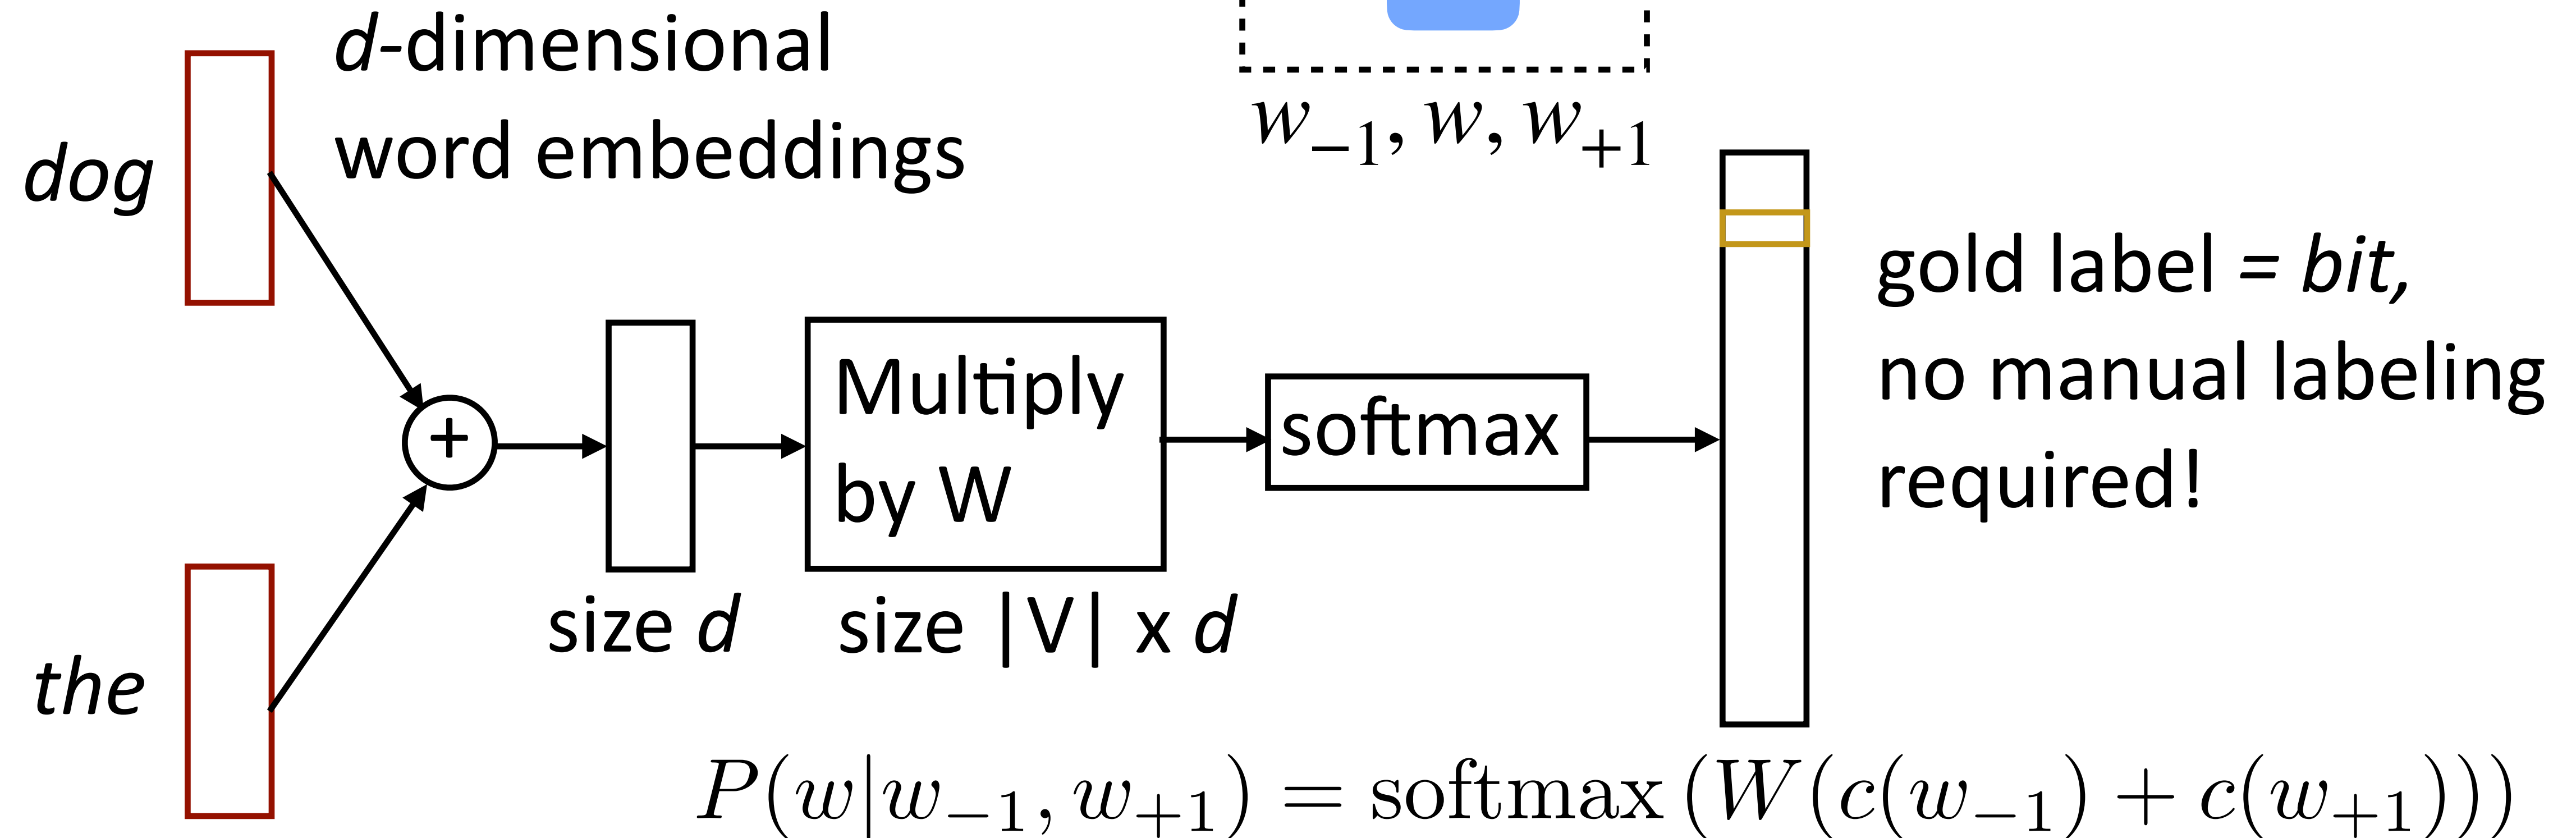 d-dimensional
word embeddings
dog
w₋₁, w, w₊₁
gold label = bit,
no manual labeling
required!
+
Multiply
by W
softmax
size d
size |V| x d
the
P(w|w₋₁, w₊₁) = softmax (W(c(w₋₁) + c(w₊₁)))